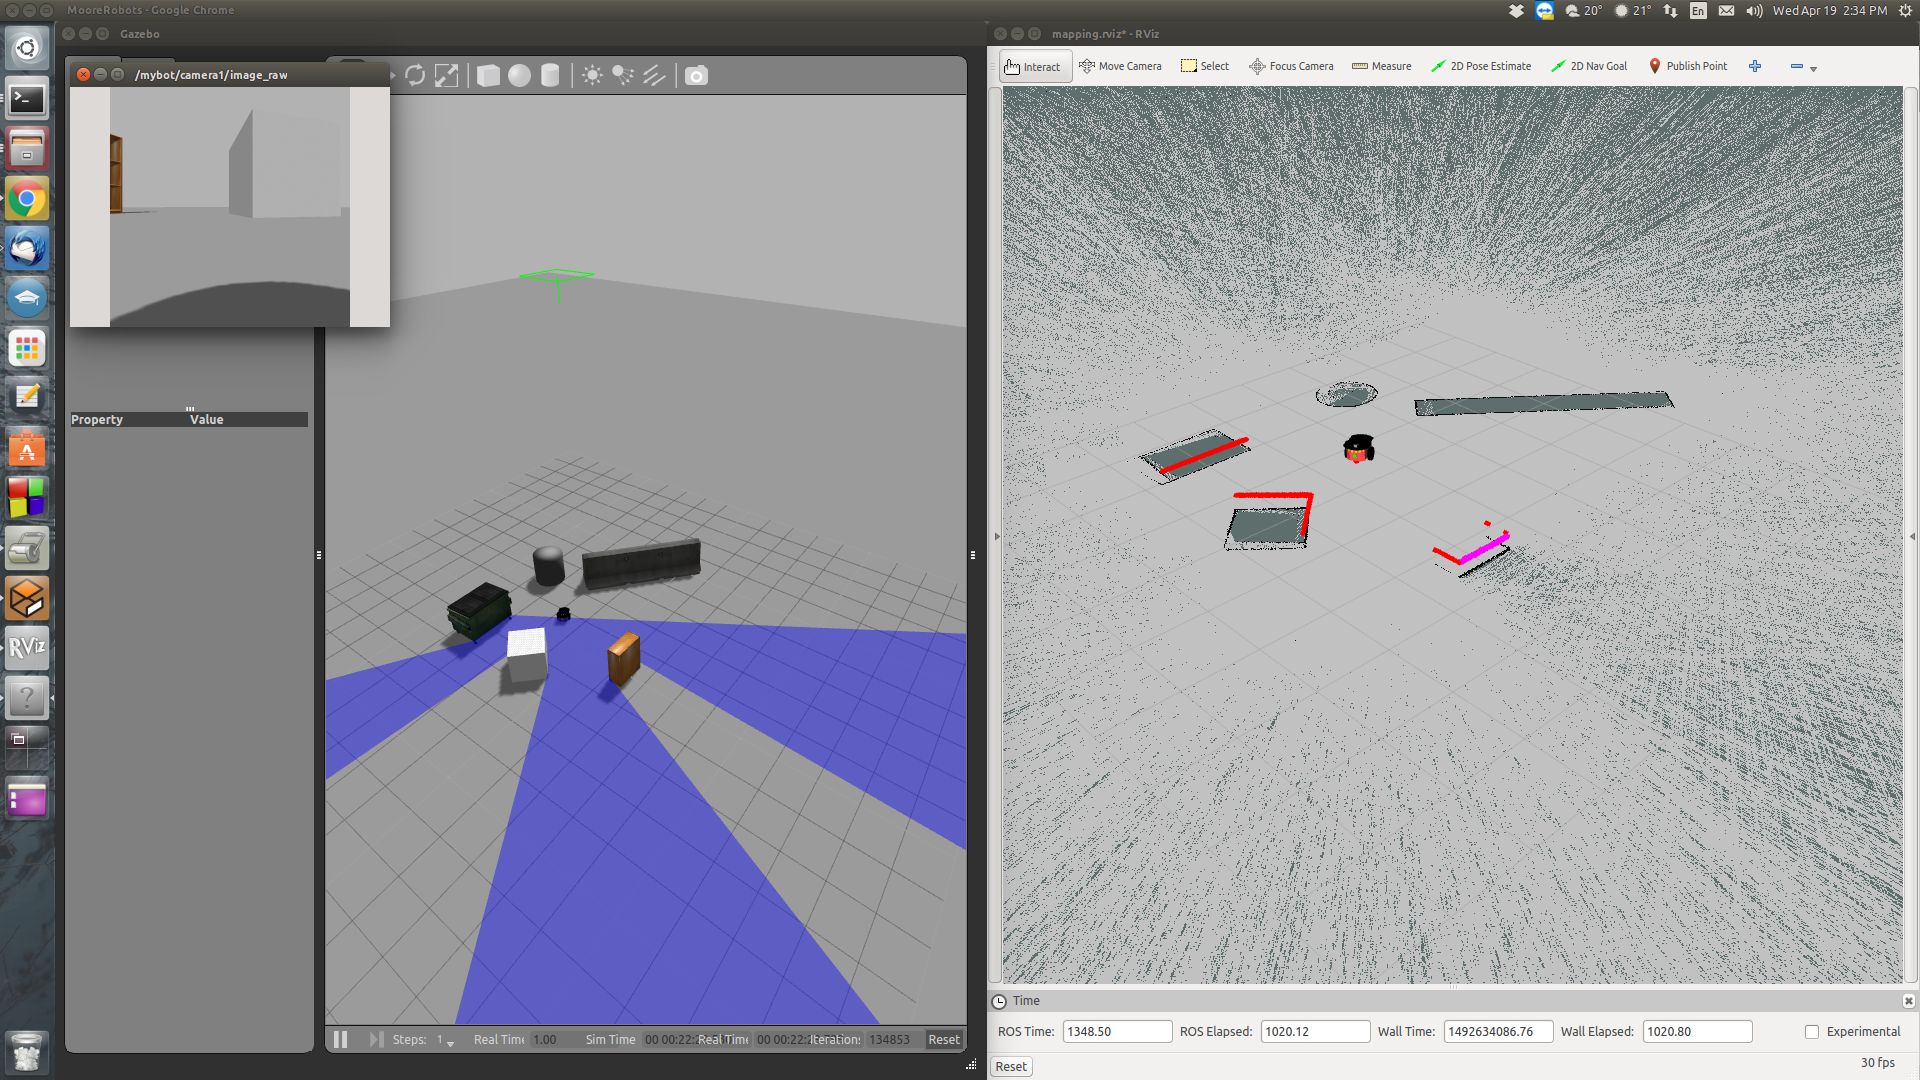 MooreRobots - Google Chrome
20°
21°
En
Wed Apr 19 2:34 PM
Gazebo
mapping.rviz* - RViz
/mybot/camera1/image_raw
Interact
Move Camera
Select
Focus Camera
Measure
2D Pose Estimate
2D Nav Goal
Publish Point
Property Value
RViz
Time
Steps: 1
Real Time 1.00
Sim Time
00 00:22:2
Real Time
00 00:22:2
Iterations
134853
Reset
ROS Time: 1348.50
ROS Elapsed: 1020.12
Wall Time: 1492634086.76
Wall Elapsed: 1020.80
Experimental
Reset
30 fps